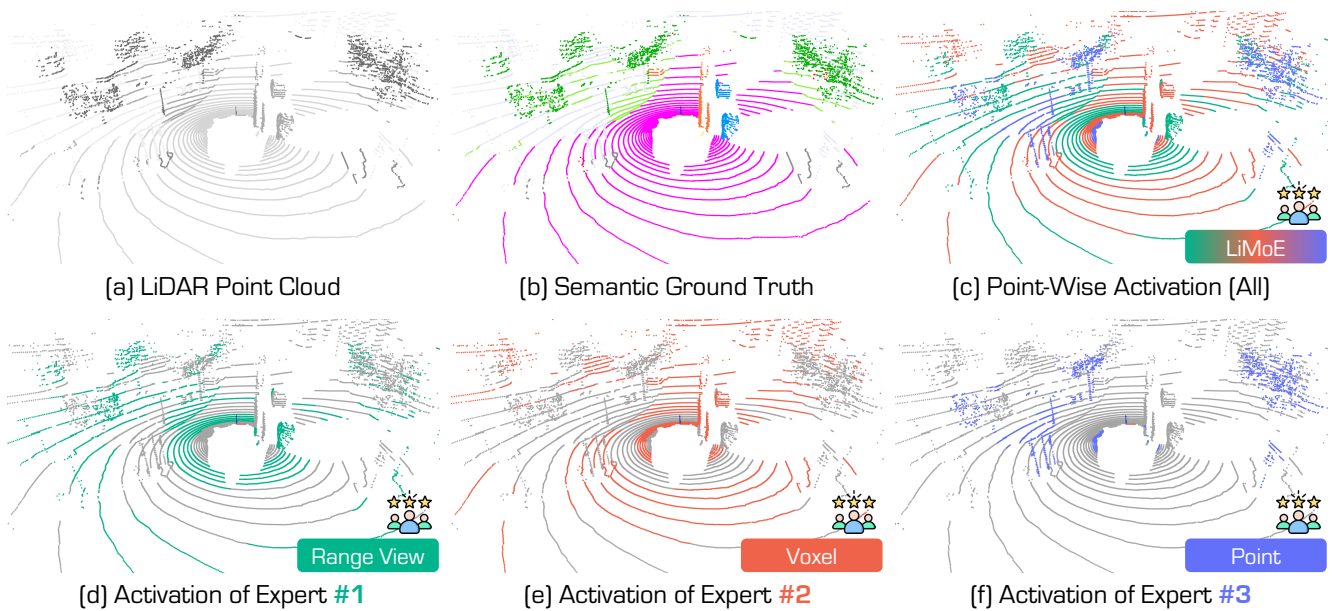 LiMoE
(a) LiDAR Point Cloud
(b) Semantic Ground Truth
(c) Point-Wise Activation (All)
Range View
Voxel
Point
(d) Activation of Expert #1
(e) Activation of Expert #2
(f) Activation of Expert #3